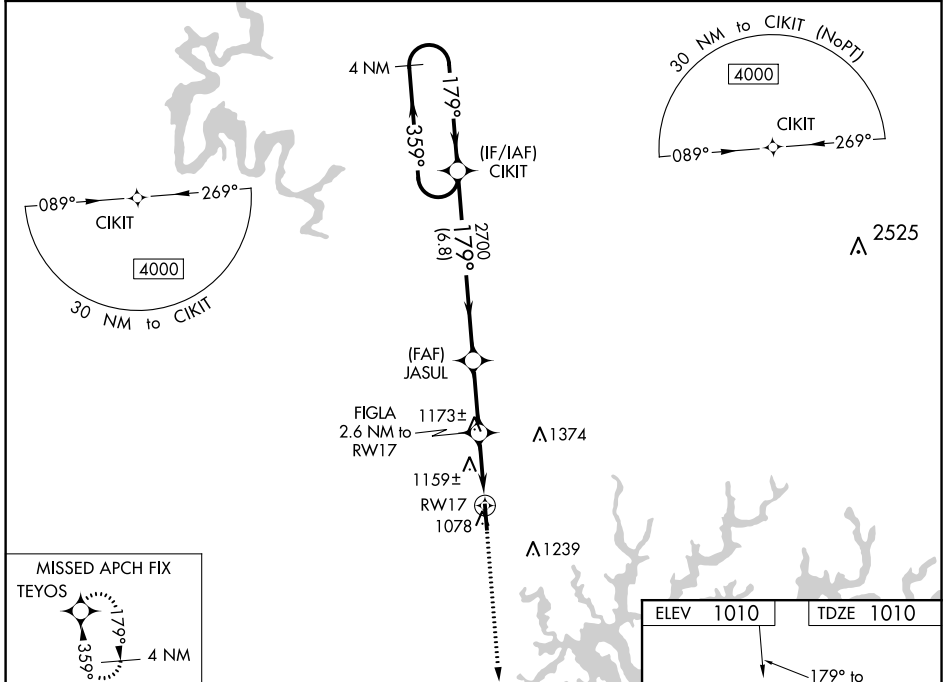 4 NM
179°
359°
(IF/IAF)
CIKIT
30 NM to CIKIT (NoPT)
4000
CIKIT
089°
269°
2525
089°
269°
CIKIT
4000
30 NM to CIKIT
2700
179°
(6.8)
(FAF)
JASUL
FIGLA
2.6 NM to
RW17
1173±
1374
1159±
RW17
1078
1239
MISSED APCH FIX
TEYOS
179°
359°
4 NM
ELEV 1010
TDZE 1010
179° to